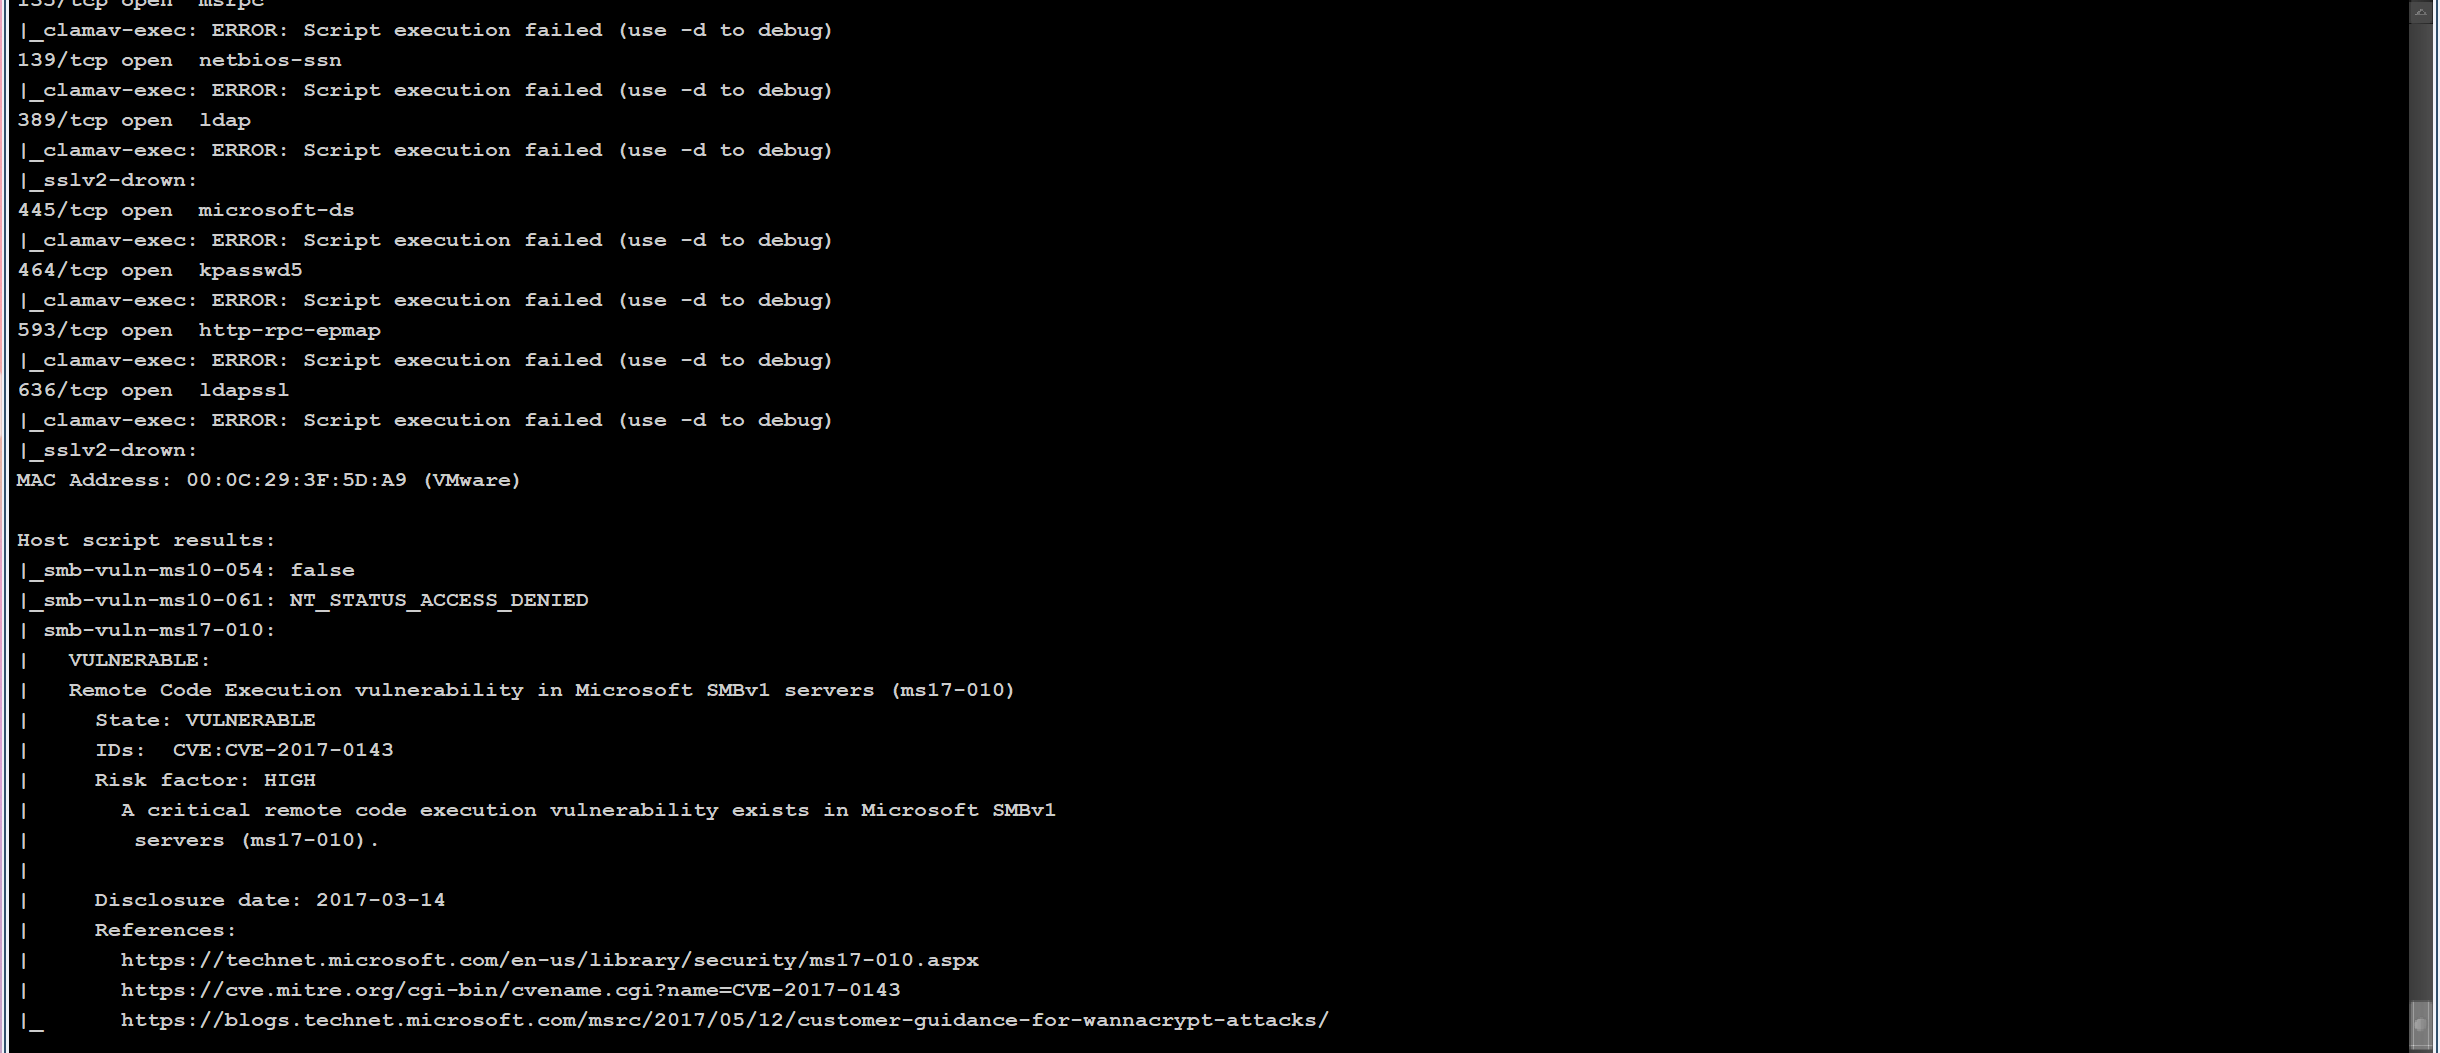 135/tcp open  msrpc
|_clamav-exec: ERROR: Script execution failed (use -d to debug)
139/tcp open  netbios-ssn
|_clamav-exec: ERROR: Script execution failed (use -d to debug)
389/tcp open  ldap
|_clamav-exec: ERROR: Script execution failed (use -d to debug)
|_sslv2-drown:
445/tcp open  microsoft-ds
|_clamav-exec: ERROR: Script execution failed (use -d to debug)
464/tcp open  kpasswd5
|_clamav-exec: ERROR: Script execution failed (use -d to debug)
593/tcp open  http-rpc-epmap
|_clamav-exec: ERROR: Script execution failed (use -d to debug)
636/tcp open  ldapssl
|_clamav-exec: ERROR: Script execution failed (use -d to debug)
|_sslv2-drown:
MAC Address: 00:0C:29:3F:5D:A9 (VMware)

Host script results:
|_smb-vuln-ms10-054: false
|_smb-vuln-ms10-061: NT_STATUS_ACCESS_DENIED
| smb-vuln-ms17-010:
|   VULNERABLE:
|   Remote Code Execution vulnerability in Microsoft SMBv1 servers (ms17-010)
|     State: VULNERABLE
|     IDs:  CVE:CVE-2017-0143
|     Risk factor: HIGH
|       A critical remote code execution vulnerability exists in Microsoft SMBv1
|        servers (ms17-010).
|
|     Disclosure date: 2017-03-14
|     References:
|       https://technet.microsoft.com/en-us/library/security/ms17-010.aspx
|       https://cve.mitre.org/cgi-bin/cvename.cgi?name=CVE-2017-0143
|_      https://blogs.technet.microsoft.com/msrc/2017/05/12/customer-guidance-for-wannacrypt-attacks/